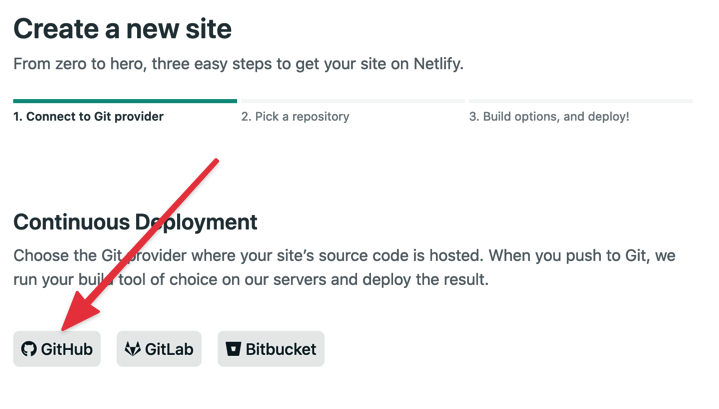 Create a new site
From zero to hero, three easy steps to get your site on Netlify.
1. Connect to Git provider
2. Pick a repository
3. Build options, and deploy!
Continuous Deployment
Choose the Git provider where your site's source code is hosted. When you push to Git, we
run your build tool of choice on our servers and deploy the result.
GitHub
GitLab
Bitbucket